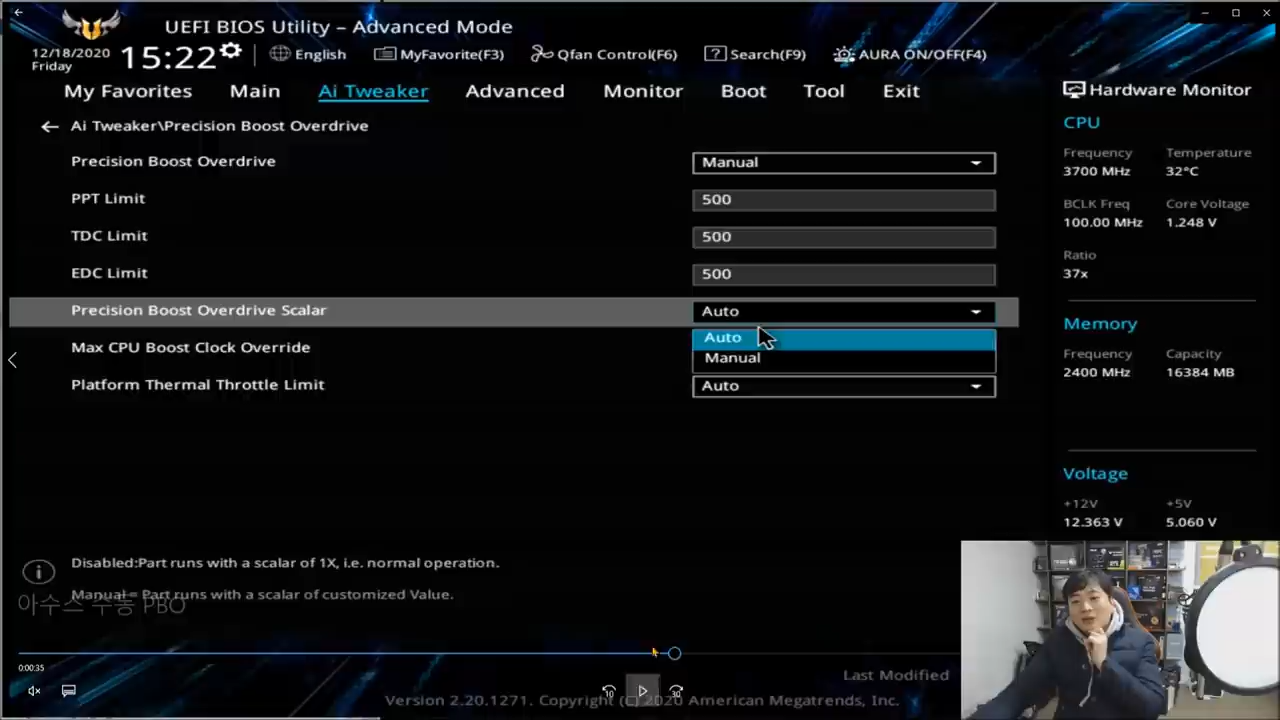 UEFI BIOS Utility – Advanced Mode
12/18/2020
Friday
15:22
English
MyFavorite(F3)
Qfan Control(F6)
Search(F9)
AURA ON/OFF(F4)
My Favorites
Main
Ai Tweaker
Advanced
Monitor
Boot
Tool
Exit
Hardware Monitor
Ai Tweaker\Precision Boost Overdrive
Precision Boost Overdrive
Manual
PPT Limit
500
TDC Limit
500
EDC Limit
500
Precision Boost Overdrive Scalar
Auto
Auto
Manual
Max CPU Boost Clock Override
Platform Thermal Throttle Limit
Auto
CPU
Frequency
Temperature
3700 MHz
32°C
BCLK Freq
Core Voltage
100.00 MHz
1.248 V
Ratio
37x
Memory
Frequency
Capacity
2400 MHz
16384 MB
Voltage
+12V
+5V
12.363 V
5.060 V
Disabled:Part runs with a scalar of 1X, i.e. normal operation.
Manual = Part runs with a scalar of customized Value.
아수스 수동 PBO
0:00:35
10
30
Last Modified
Version 2.20.1271. Copyright (c) 2020 American Megatrends, Inc.